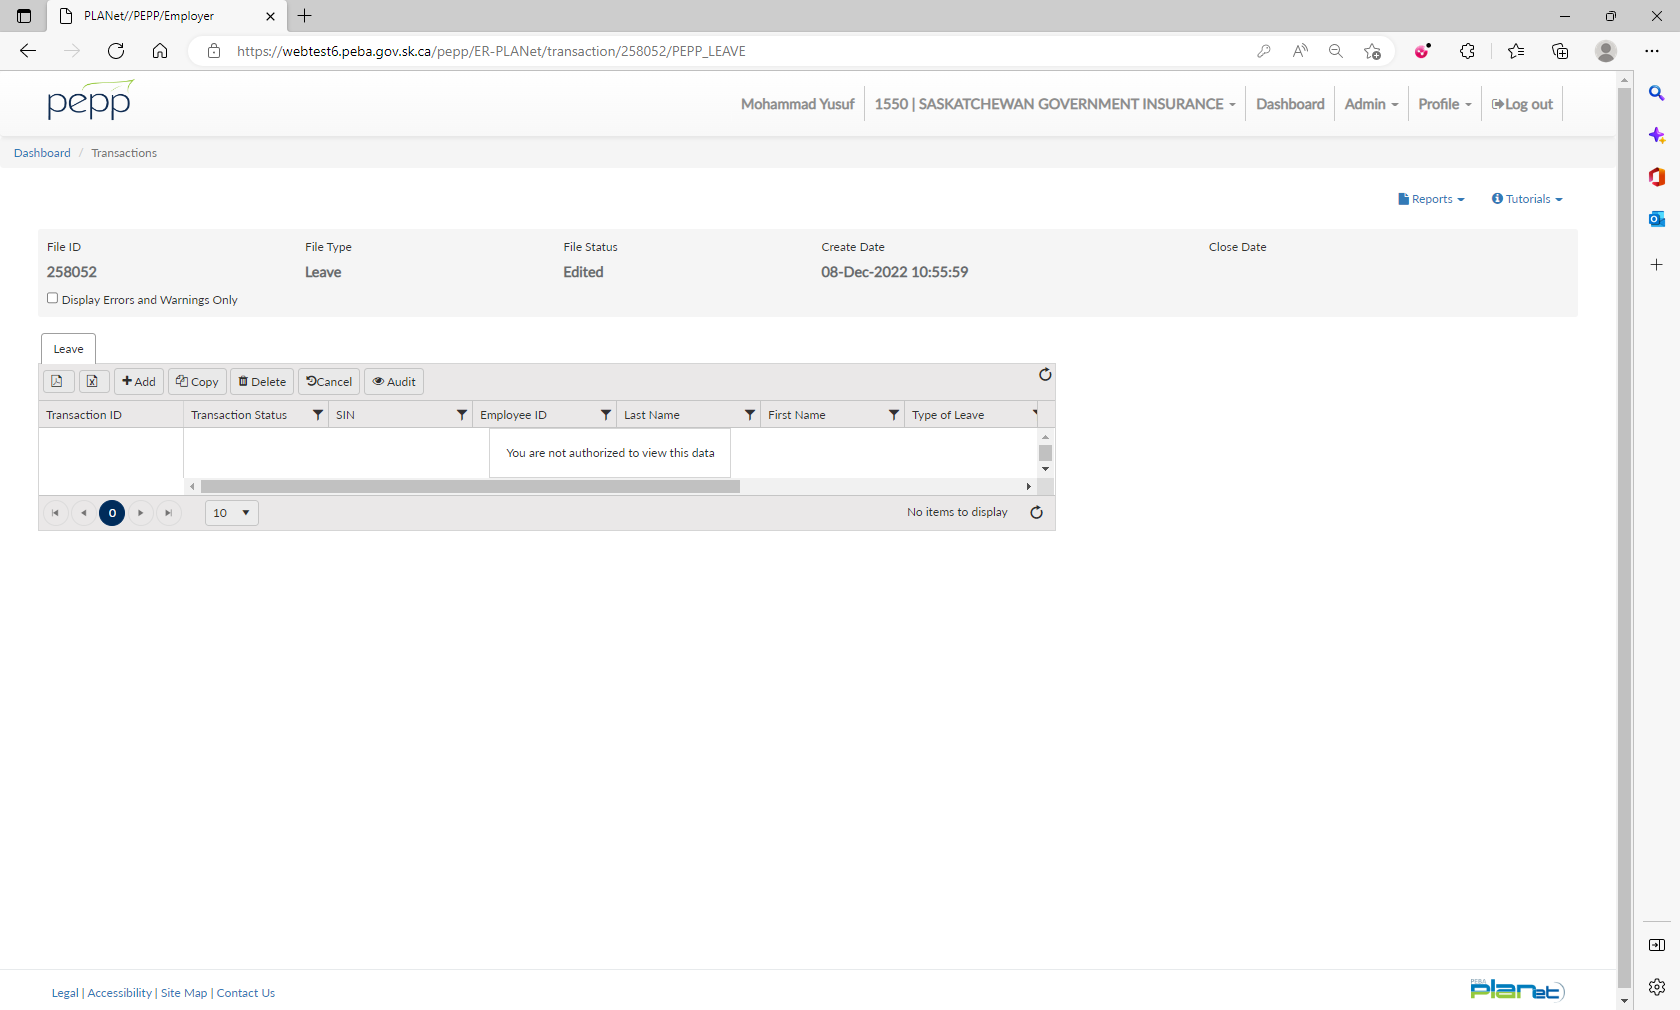 PLANet//PEPP/Employer
https://webtest6.peba.gov.sk.ca/pepp/ER-PLANet/transaction/258052/PEPP_LEAVE
pepp
Mohammad Yusuf
1550 | SASKATCHEWAN GOVERNMENT INSURANCE
Dashboard
Admin
Profile
Log out
Dashboard / Transactions
Reports
Tutorials
File ID
File Type
File Status
Create Date
Close Date
258052
Leave
Edited
08-Dec-2022 10:55:59
Display Errors and Warnings Only
Leave
Add
Copy
Delete
Cancel
Audit
Transaction ID
Transaction Status
SIN
Employee ID
Last Name
First Name
Type of Leave
You are not authorized to view this data
0
10
No items to display
Legal | Accessibility | Site Map | Contact Us
PEBA
planet